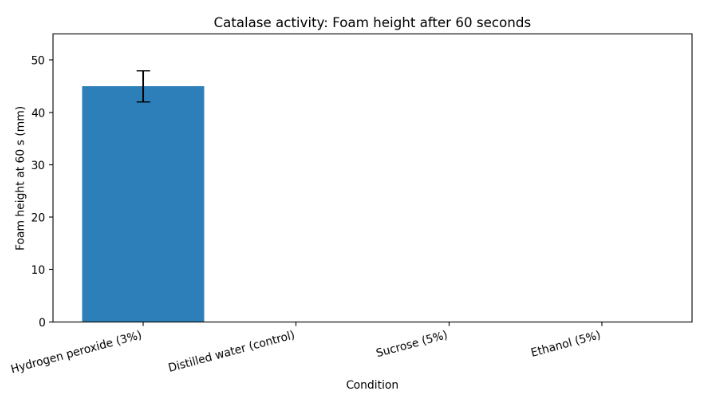 Catalase activity: Foam height after 60 seconds
Foam height at 60 s (mm)
50
40
30
20
10
0
Hydrogen peroxide (3%)
Distilled water (control)
Sucrose (5%)
Ethanol (5%)
Condition